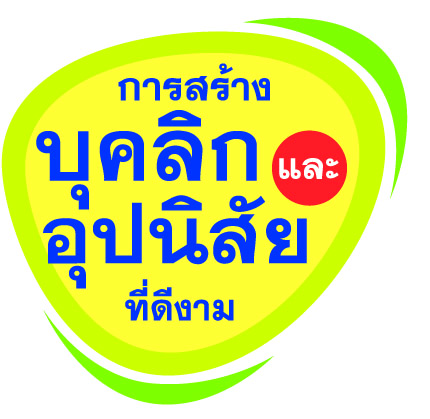 การสร้าง
บุคลิก และ
อุปนิสัย
ที่ดีงาม